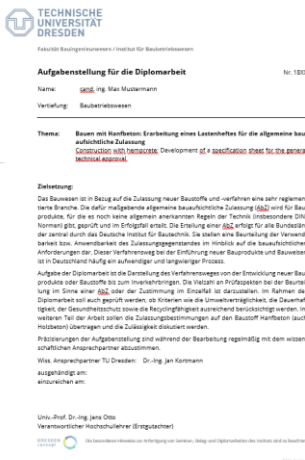 TECHNISCHE
UNIVERSITÄT
DRESDEN
Fakultät Bauingenieurwesen / Institut für Baubetriebswesen
Aufgabenstellung für die Diplomarbeit Nr.
Name: cand. ing. Max Mustermann
Vertiefung: Baubetriebswesen
Thema: Bauen mit Hanfbeton: Erarbeitung eines Lastenheftes für die allgemeine bau
aufsichtliche Zulassung
Construction with hempcrete: Development of a specification sheet for the genera
technical approval
Zielsetzung:
Das Bauwesen ist in Bezug auf die Zulassung neuer Baustoffe und -verfahren eine sehr reglemen
tierte Branche. Die dafür maßgebende allgemeine bauaufsichtliche Zulassung (AbZ) wird für Bau
produkte, für die es noch keine allgemein anerkannten Regeln der Technik (insbesondere DIN
Normen) gibt, geprüft und im Erfolgsfall erteilt. Die Erteilung einer AbZ erfolgt für alle Bundeslän
der zentral durch das Deutsche Institut für Bautechnik. Sie stellen eine Beurteilung der Verwend
barkeit bzw. Anwendbarkeit des Zulassungsgegenstandes im Hinblick auf die bauaufsichtlicher
Anforderungen dar. Dieser Verfahrensweg bei der Einführung neuer Bauprodukte und Bauweiser
ist in Deutschland häufig ein aufwendiger und langwieriger Prozess.
Aufgabe der Diplomarbeit ist die Darstellung des Verfahrensweges von der Entwicklung neuer Bau
produkte oder Baustoffe bis zum Inverkehrbringen. Die Vielzahl an Prüfaspekten bei der Beurtei
lung im Sinne einer AbZ oder der Zustimmung im Einzelfall ist darzustellen. Im Rahmen de
Diplomarbeit soll auch geprüft werden, ob Kriterien wie die Umweltverträglichkeit, die Dauerhaf
tigkeit, der Gesundheitsschutz sowie die Recyclingfähigkeit ausreichend berücksichtigt werden. Im
weiteren Teil der Arbeit sollen die Zulassungsbestimmungen auf den Baustoff Hanfbeton (auch
Holzbeton) übertragen und die Zulässigkeit diskutiert werden.
Präzisierungen der Aufgabenstellung sind während der Bearbeitung regelmäßig mit dem wissen
schaftlichen Ansprechpartner abzustimmen.
Wiss. Ansprechpartner TU Dresden: Dr.-Ing. Jan Kortmann
ausgehändigt am:
einzureichen am:
Univ.-Prof. Dr.-Ing. Jens Otto
Verantwortlicher Hochschullehrer (Erstgutachter)
DRESDEN
concept